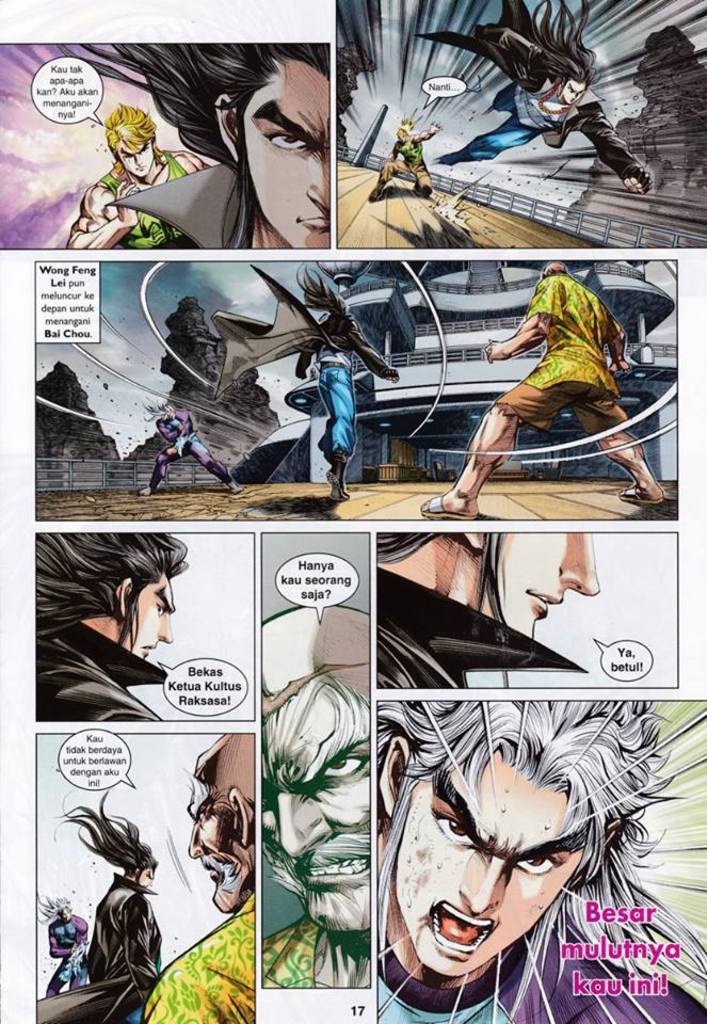 Kau tak
apa-apa
kan? Aku akan
menangani-
nya!
Nanti...
Wong Feng
Lei pun
meluncur ke
depan untuk
menangani
Bai Chou.
Bekas
Ketua Kultus
Raksasa!
Hanya
kau seorang
saja?
Ya,
betul!
Kau
tidak berdaya
untuk berlawan
dengan aku
ini!
Besar
mulutnya
kau ini!
17